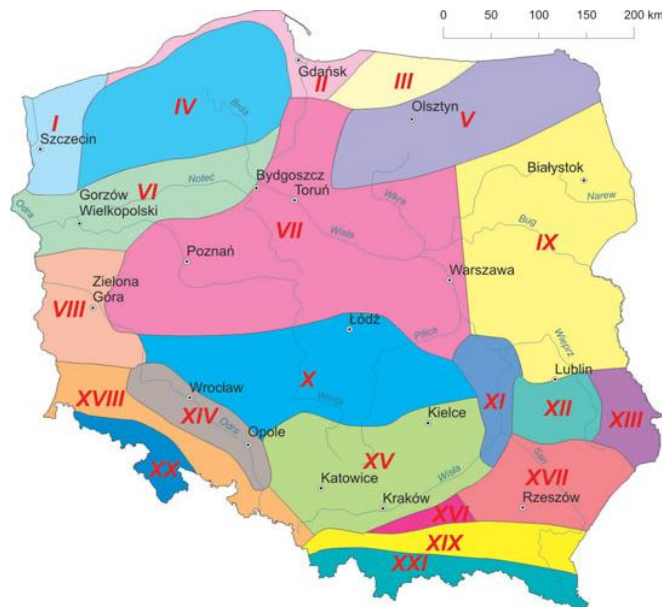 0 50 100 150 200 km
Gdańsk
II
III
I
IV
Brda
Olsztyn
V
Szczecin
VI
Noteć
Bydgoszcz
Toruń
Wkra
Białystok
Narew
Odra
Gorzów
Wielkopolski
VII
Wisła
Bug
IX
Poznań
Warszawa
Zielona
Góra
VIII
Łódź
Pilica
Wieprz
X
Lublin
XVIII
Wrocław
XIV
Odra
Warta
Kielce
XI
XII
XIII
Opole
XV
Wisła
San
XX
Katowice
XVII
Kraków
XVI
Rzeszów
XIX
XXI